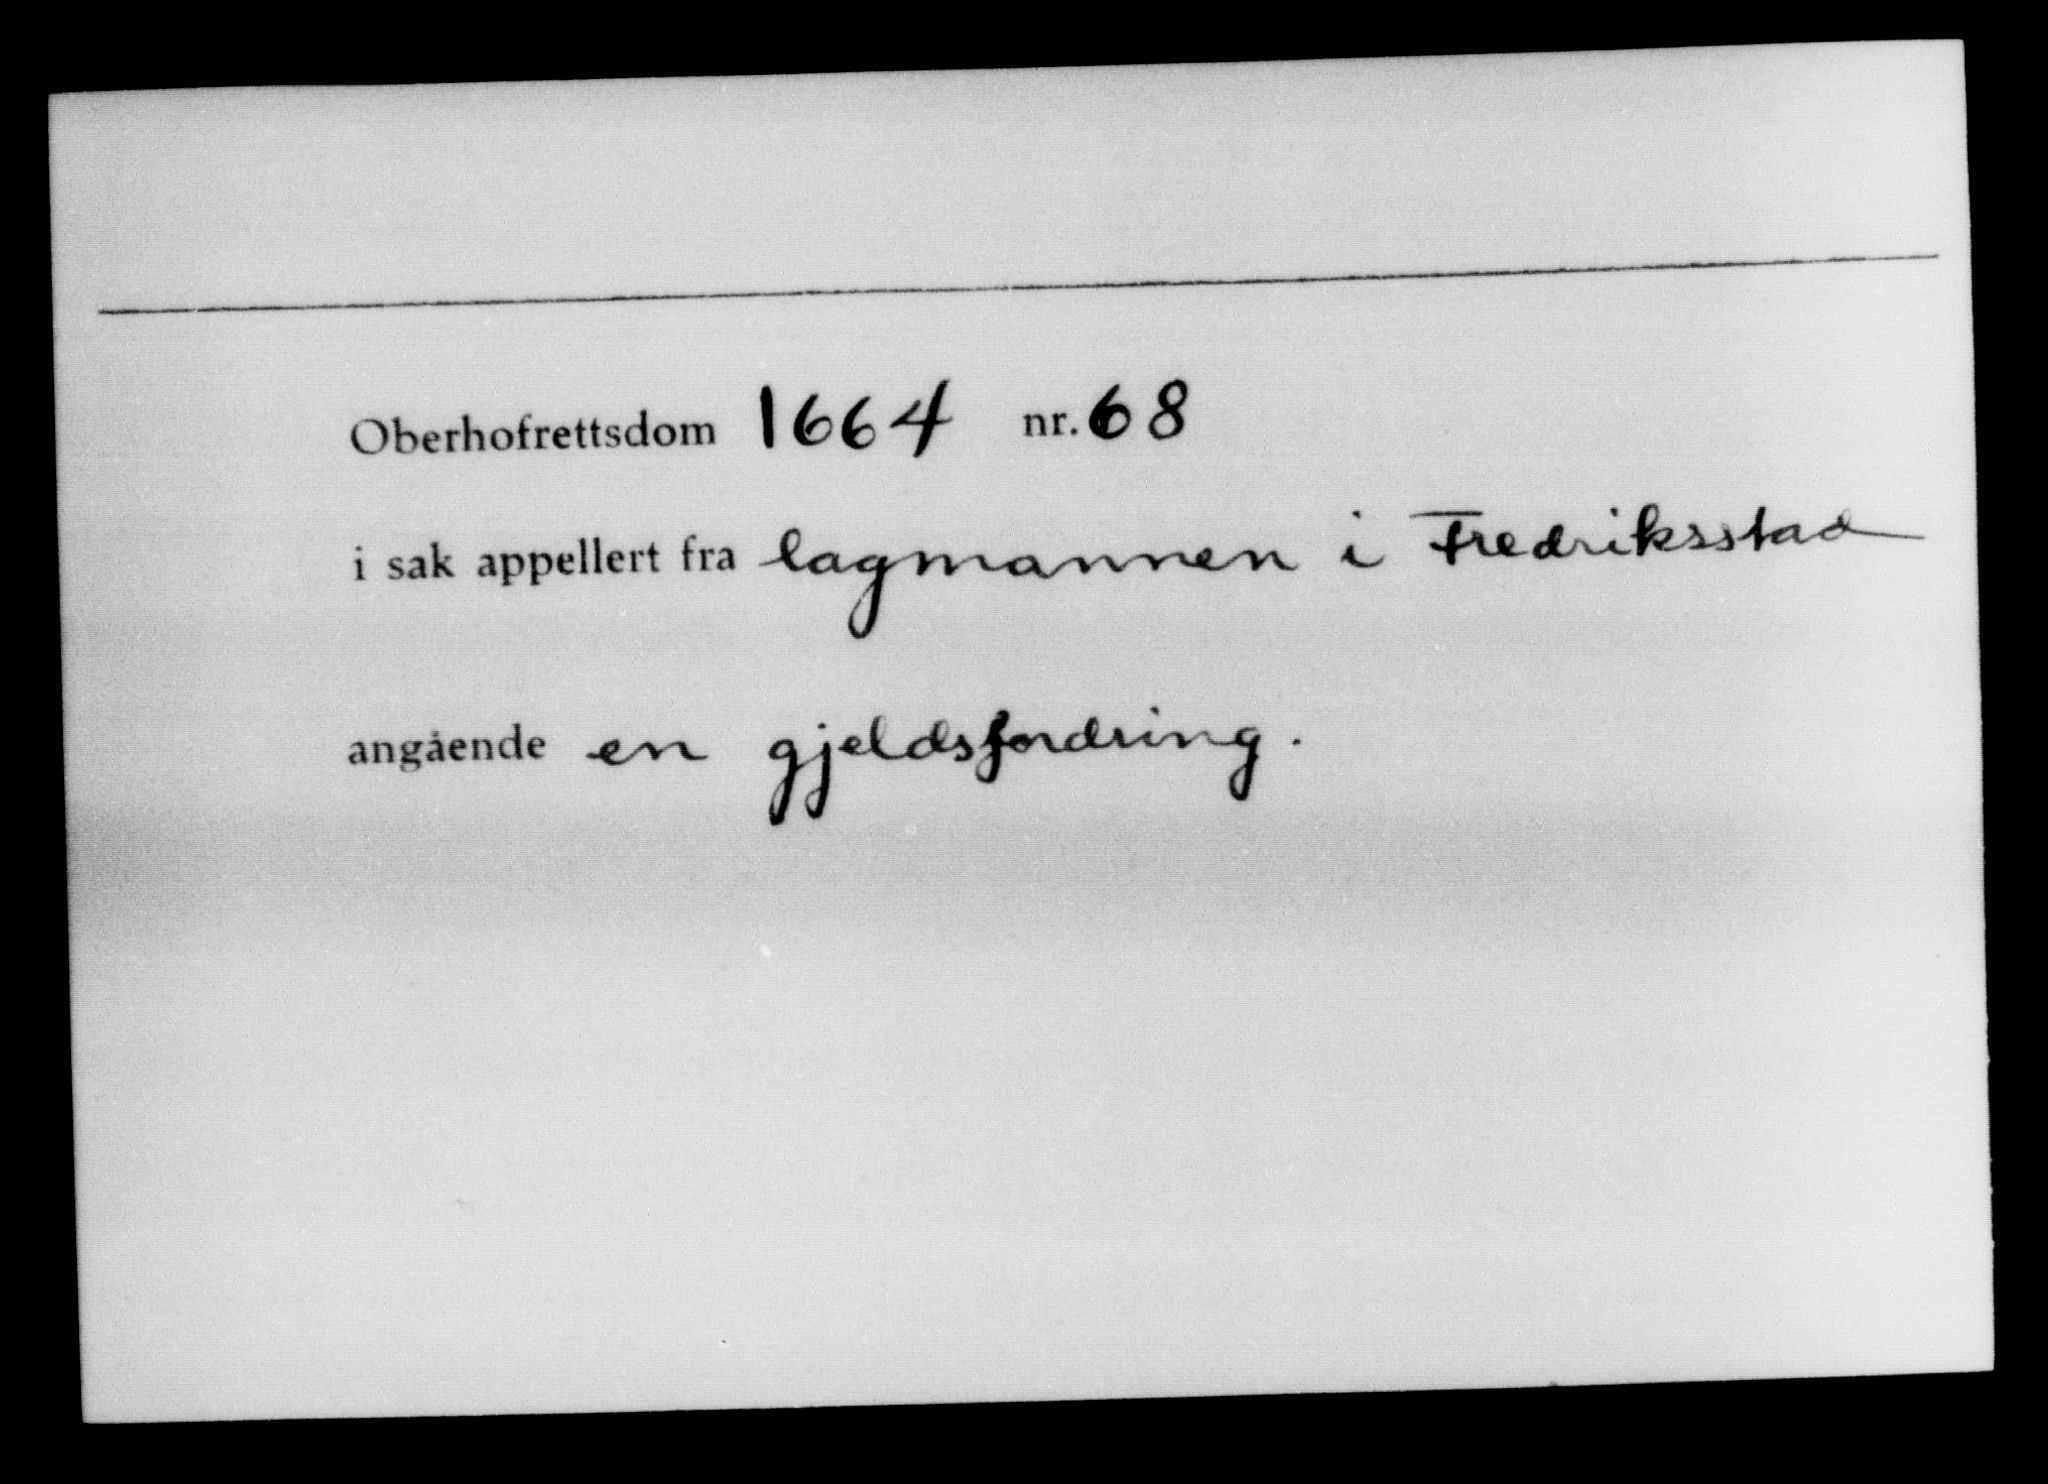 Oberhofrettsdom 1664 nr. 68
i sak appellert fra lagmannen i Fredriksstad
angående en gjeldsfordring.